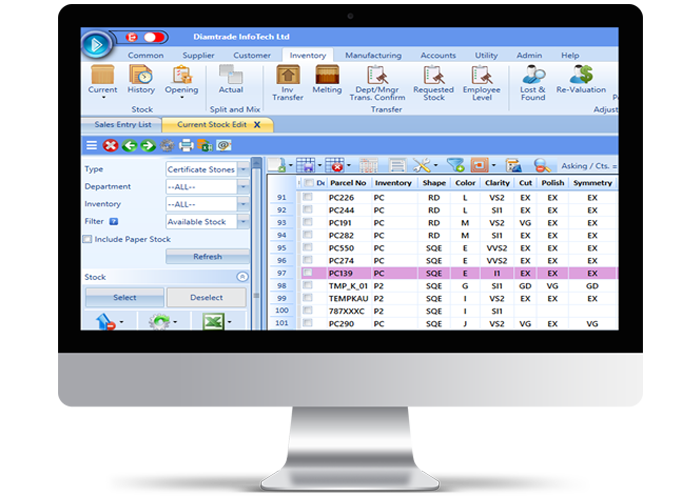 Diamtrade InfoTech Ltd
Common Supplier Customer Inventory Manufacturing Accounts Utility Admin Help
Current History Opening Actual Inv Transfer Melting Dept/Mngr Trans. Confirm Requested Stock Employee Level Lost & Found Re-Valuation
Stock Split and Mix Transfer Adjust
Sales Entry List Current Stock Edit X
Asking / Cts. =
Type Certificate Stones
Department --ALL--
Inventory --ALL--
Filter ? Available Stock
Include Paper Stock
Refresh
Stock
Select Deselect
De Parcel No Inventory Shape Color Clarity Cut Polish Symmetry
91 PC226 PC RD L VS2 EX EX EX
92 PC244 PC RD L SI1 EX EX EX
93 PC191 PC RD M VS2 VG EX EX
94 PC282 PC RD M SI1 EX EX EX
95 PC550 PC SQE E VVS2 EX EX EX
96 PC274 PC SQE E VVS2 EX EX EX
97 PC139 PC SQE E I1 EX EX EX
98 TMP_K_01 P2 SQE G SI1 GD VG GD
99 TEMPKAU P2 SQE I VS2 EX EX EX
100 787XXXC P2 SQE I SI1
101 PC290 PC SQE J VS2 VG EX VG